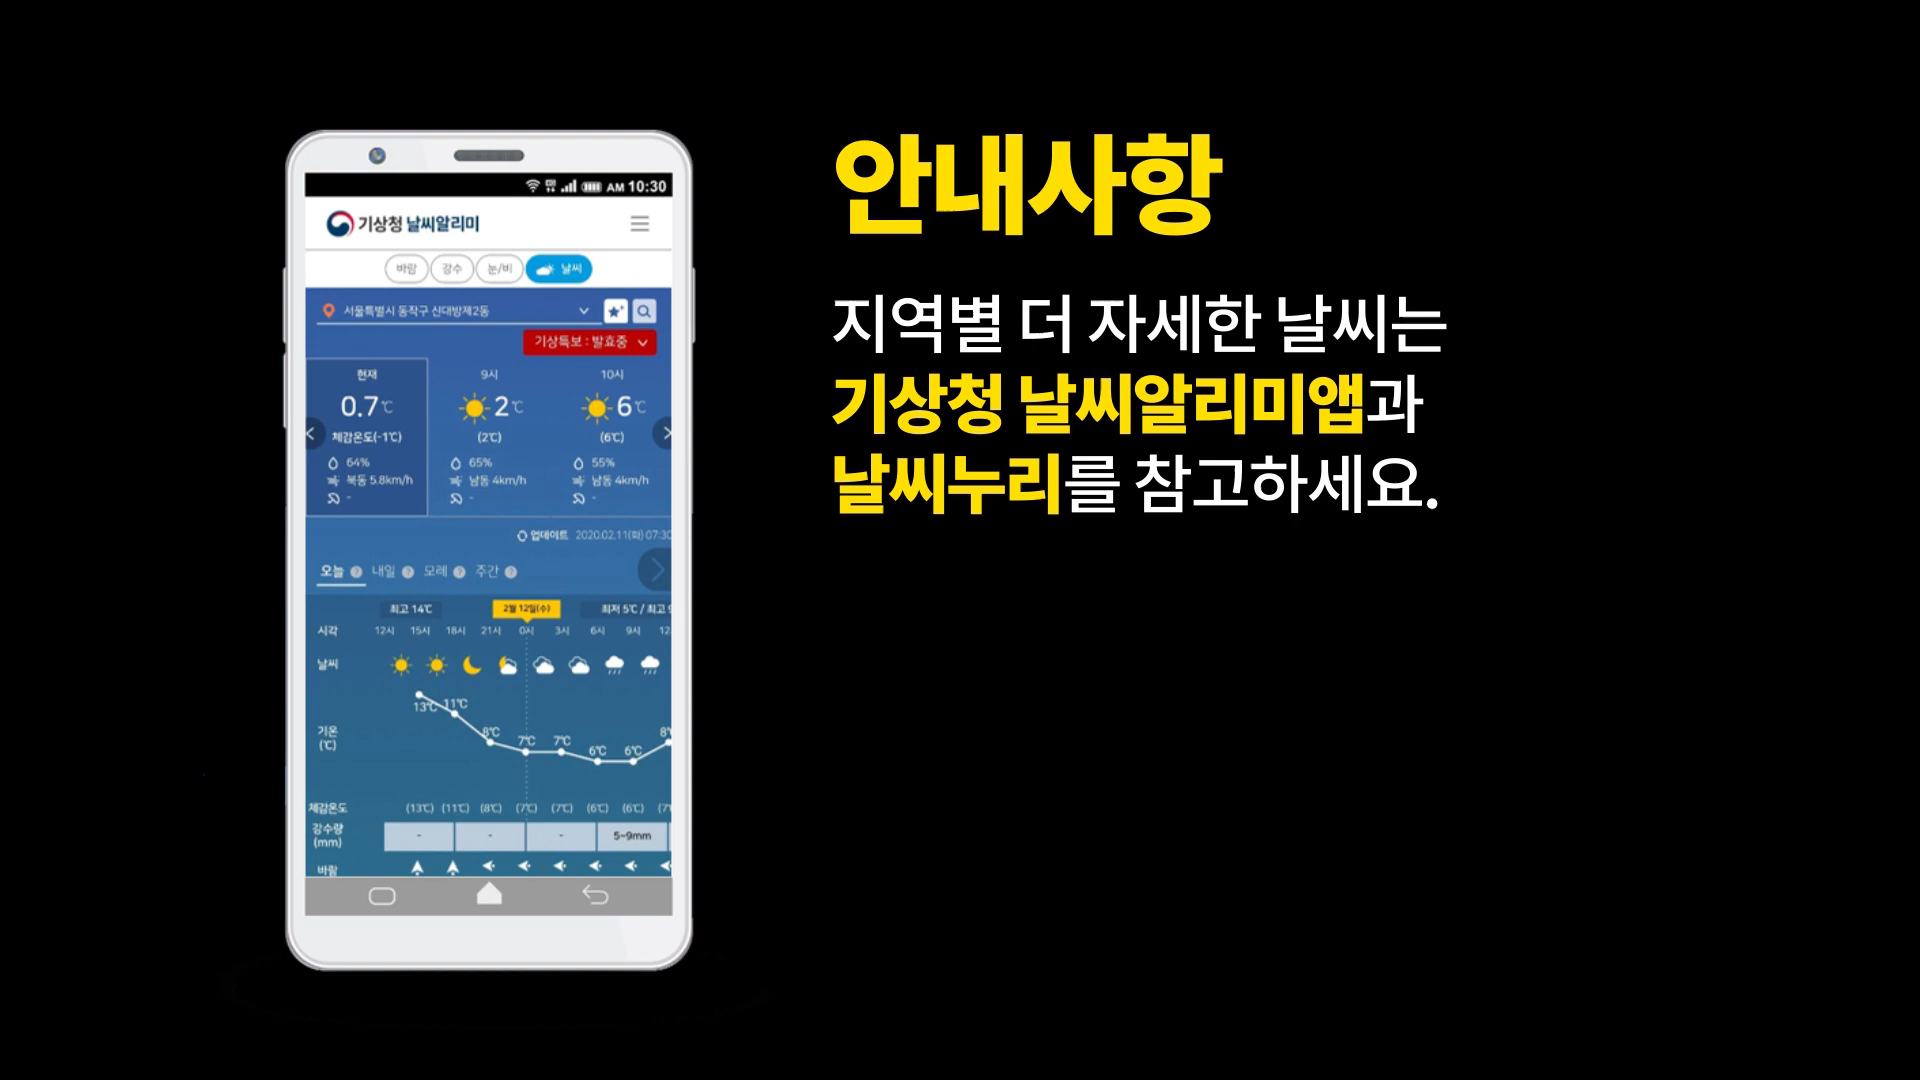 안내사항
지역별 더 자세한 날씨는
기상청 날씨알리미앱과
날씨누리를 참고하세요.
AM 10:30
기상청 날씨알리미
바람 강수 눈/비 날씨
서울특별시 동작구 신대방제2동
기상특보 : 발효중
현재 9시 10시
0.7℃ 2℃ 6℃
체감온도(-1℃) (2℃) (6℃)
64% 65% 55%
북동 5.8km/h 남동 4km/h 남동 4km/h
- - -
업데이트 2020.02.11(화) 07:30
오늘 ? 내일 ? 모레 ? 주간 ?
최고 14℃ 2월 12일(수) 최저 5℃ / 최고 9
시각 12시 15시 18시 21시 0시 3시 6시 9시 12
날씨
13℃ 11℃ 8℃ 7℃ 7℃ 6℃ 6℃ 8℃
기온
(℃)
체감온도 (13℃) (11℃) (8℃) (7℃) (7℃) (6℃) (6℃) (7
강수량
(mm) - - - 5~9mm
바람